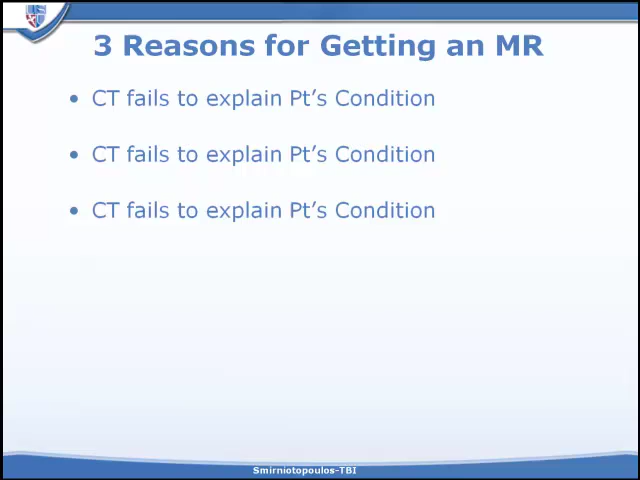 3 Reasons for Getting an MR
• CT fails to explain Pt’s Condition
• CT fails to explain Pt’s Condition
• CT fails to explain Pt’s Condition
Smirniotopoulos-TBI